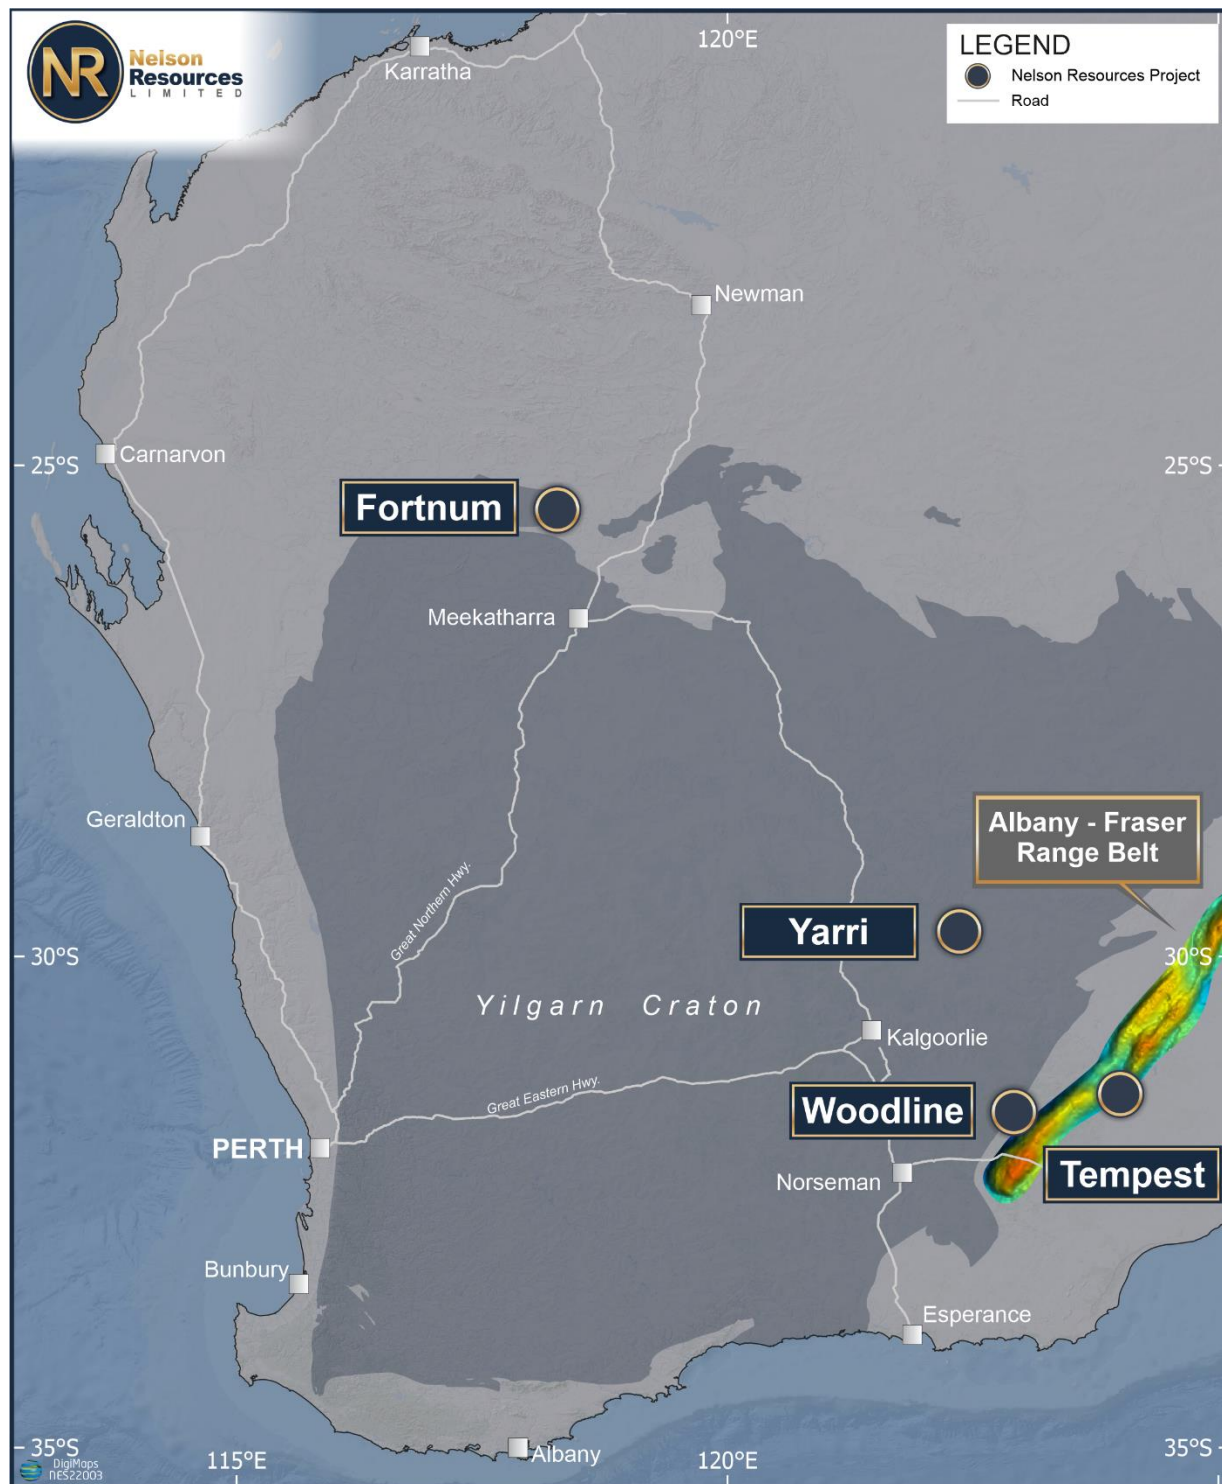 NR
Nelson
Resources
LIMITED
120°E
LEGEND
Nelson Resources Project
Road
Karratha
Newman
Carnarvon
25°S
25°S
Fortnum
Meekatharra
Geraldton
Albany - Fraser
Range Belt
Great Northern Hwy.
Yarri
30°S
30°S
Yilgarn Craton
Kalgoorlie
Great Eastern Hwy.
Woodline
PERTH
Norseman
Tempest
Bunbury
Esperance
35°S
35°S
115°E
120°E
Albany
DigiMaps
NES22003